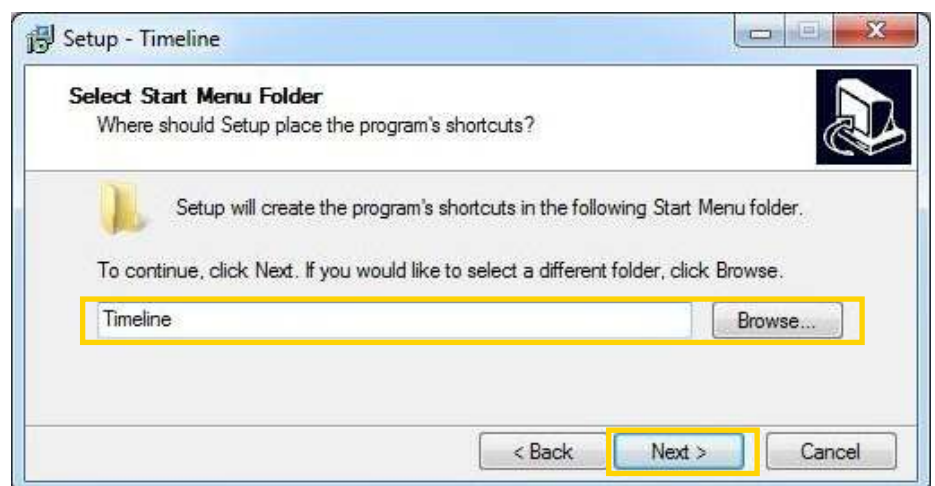 Setup - Timeline
Select Start Menu Folder
Where should Setup place the program's shortcuts?
Setup will create the program's shortcuts in the following Start Menu folder.
To continue, click Next. If you would like to select a different folder, click Browse.
Timeline
Browse...
< Back
Next >
Cancel